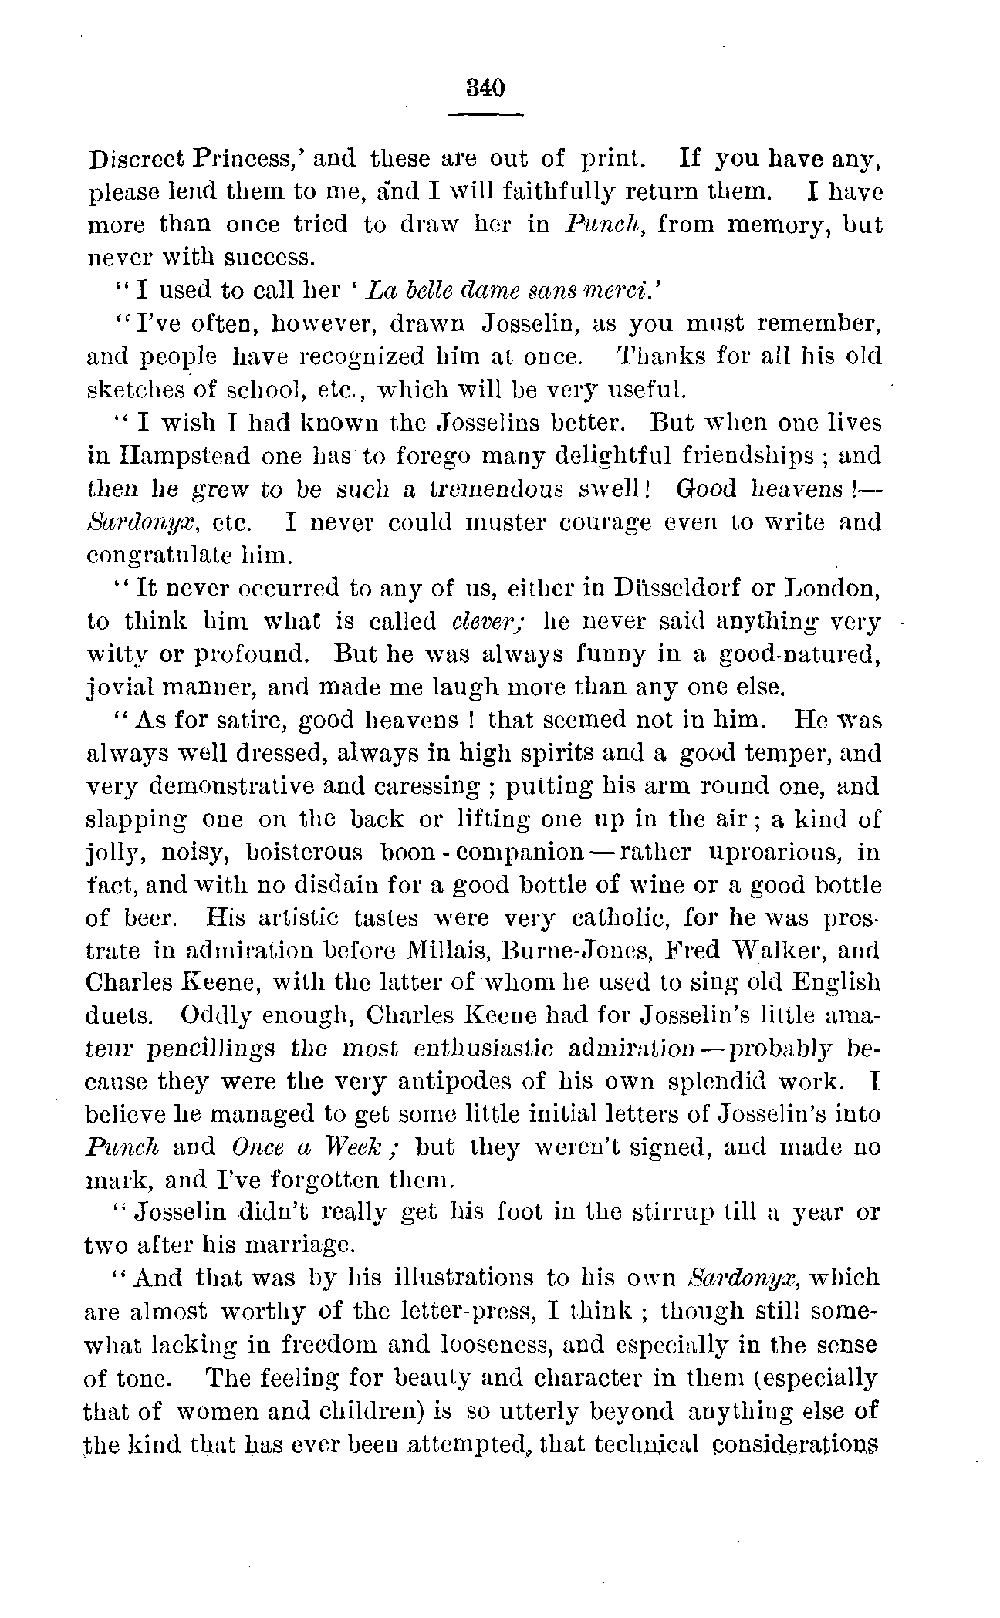 340
Discreet Princess,’ and these are out of print. If you have any,
please lend them to me, and I will faithfully return them. I have
more than once tried to draw her in Punch, from memory, but
never with success.
“I used to call her ‘La belle dame sans merci.’
“I’ve often, however, drawn Josselin, as you must remember,
and people have recognized him at once. Thanks for all his old
sketches of school, etc., which will be very useful.
“I wish I had known the Josselins better. But when one lives
in Hampstead one has to forego many delightful friendships; and
then he grew to be such a tremendous swell! Good heavens!—
Sardonyx, etc. I never could muster courage even to write and
congratulate him.
“It never occurred to any of us, either in Düsseldorf or London,
to think him what is called clever; he never said anything very
witty or profound. But he was always funny in a good-natured,
jovial manner, and made me laugh more than any one else.
“As for satire, good heavens! that seemed not in him. He was
always well dressed, always in high spirits and a good temper, and
very demonstrative and caressing; putting his arm round one, and
slapping one on the back or lifting one up in the air; a kind of
jolly, noisy, boisterous boon-companion—rather uproarious, in
fact, and with no disdain for a good bottle of wine or a good bottle
of beer. His artistic tastes were very catholic, for he was pros-
trate in admiration before Millais, Burne-Jones, Fred Walker, and
Charles Keene, with the latter of whom he used to sing old English
duets. Oddly enough, Charles Keene had for Josselin’s little ama-
teur pencillings the most enthusiastic admiration—probably be-
cause they were the very antipodes of his own splendid work. I
believe he managed to get some little initial letters of Josselin’s into
Punch and Once a Week; but they weren’t signed, and made no
mark, and I’ve forgotten them.
“Josselin didn’t really get his foot in the stirrup till a year or
two after his marriage.
“And that was by his illustrations to his own Sardonyx, which
are almost worthy of the letter-press, I think; though still some-
what lacking in freedom and looseness, and especially in the sense
of tone. The feeling for beauty and character in them (especially
that of women and children) is so utterly beyond anything else of
the kind that has ever been attempted, that technical considerations